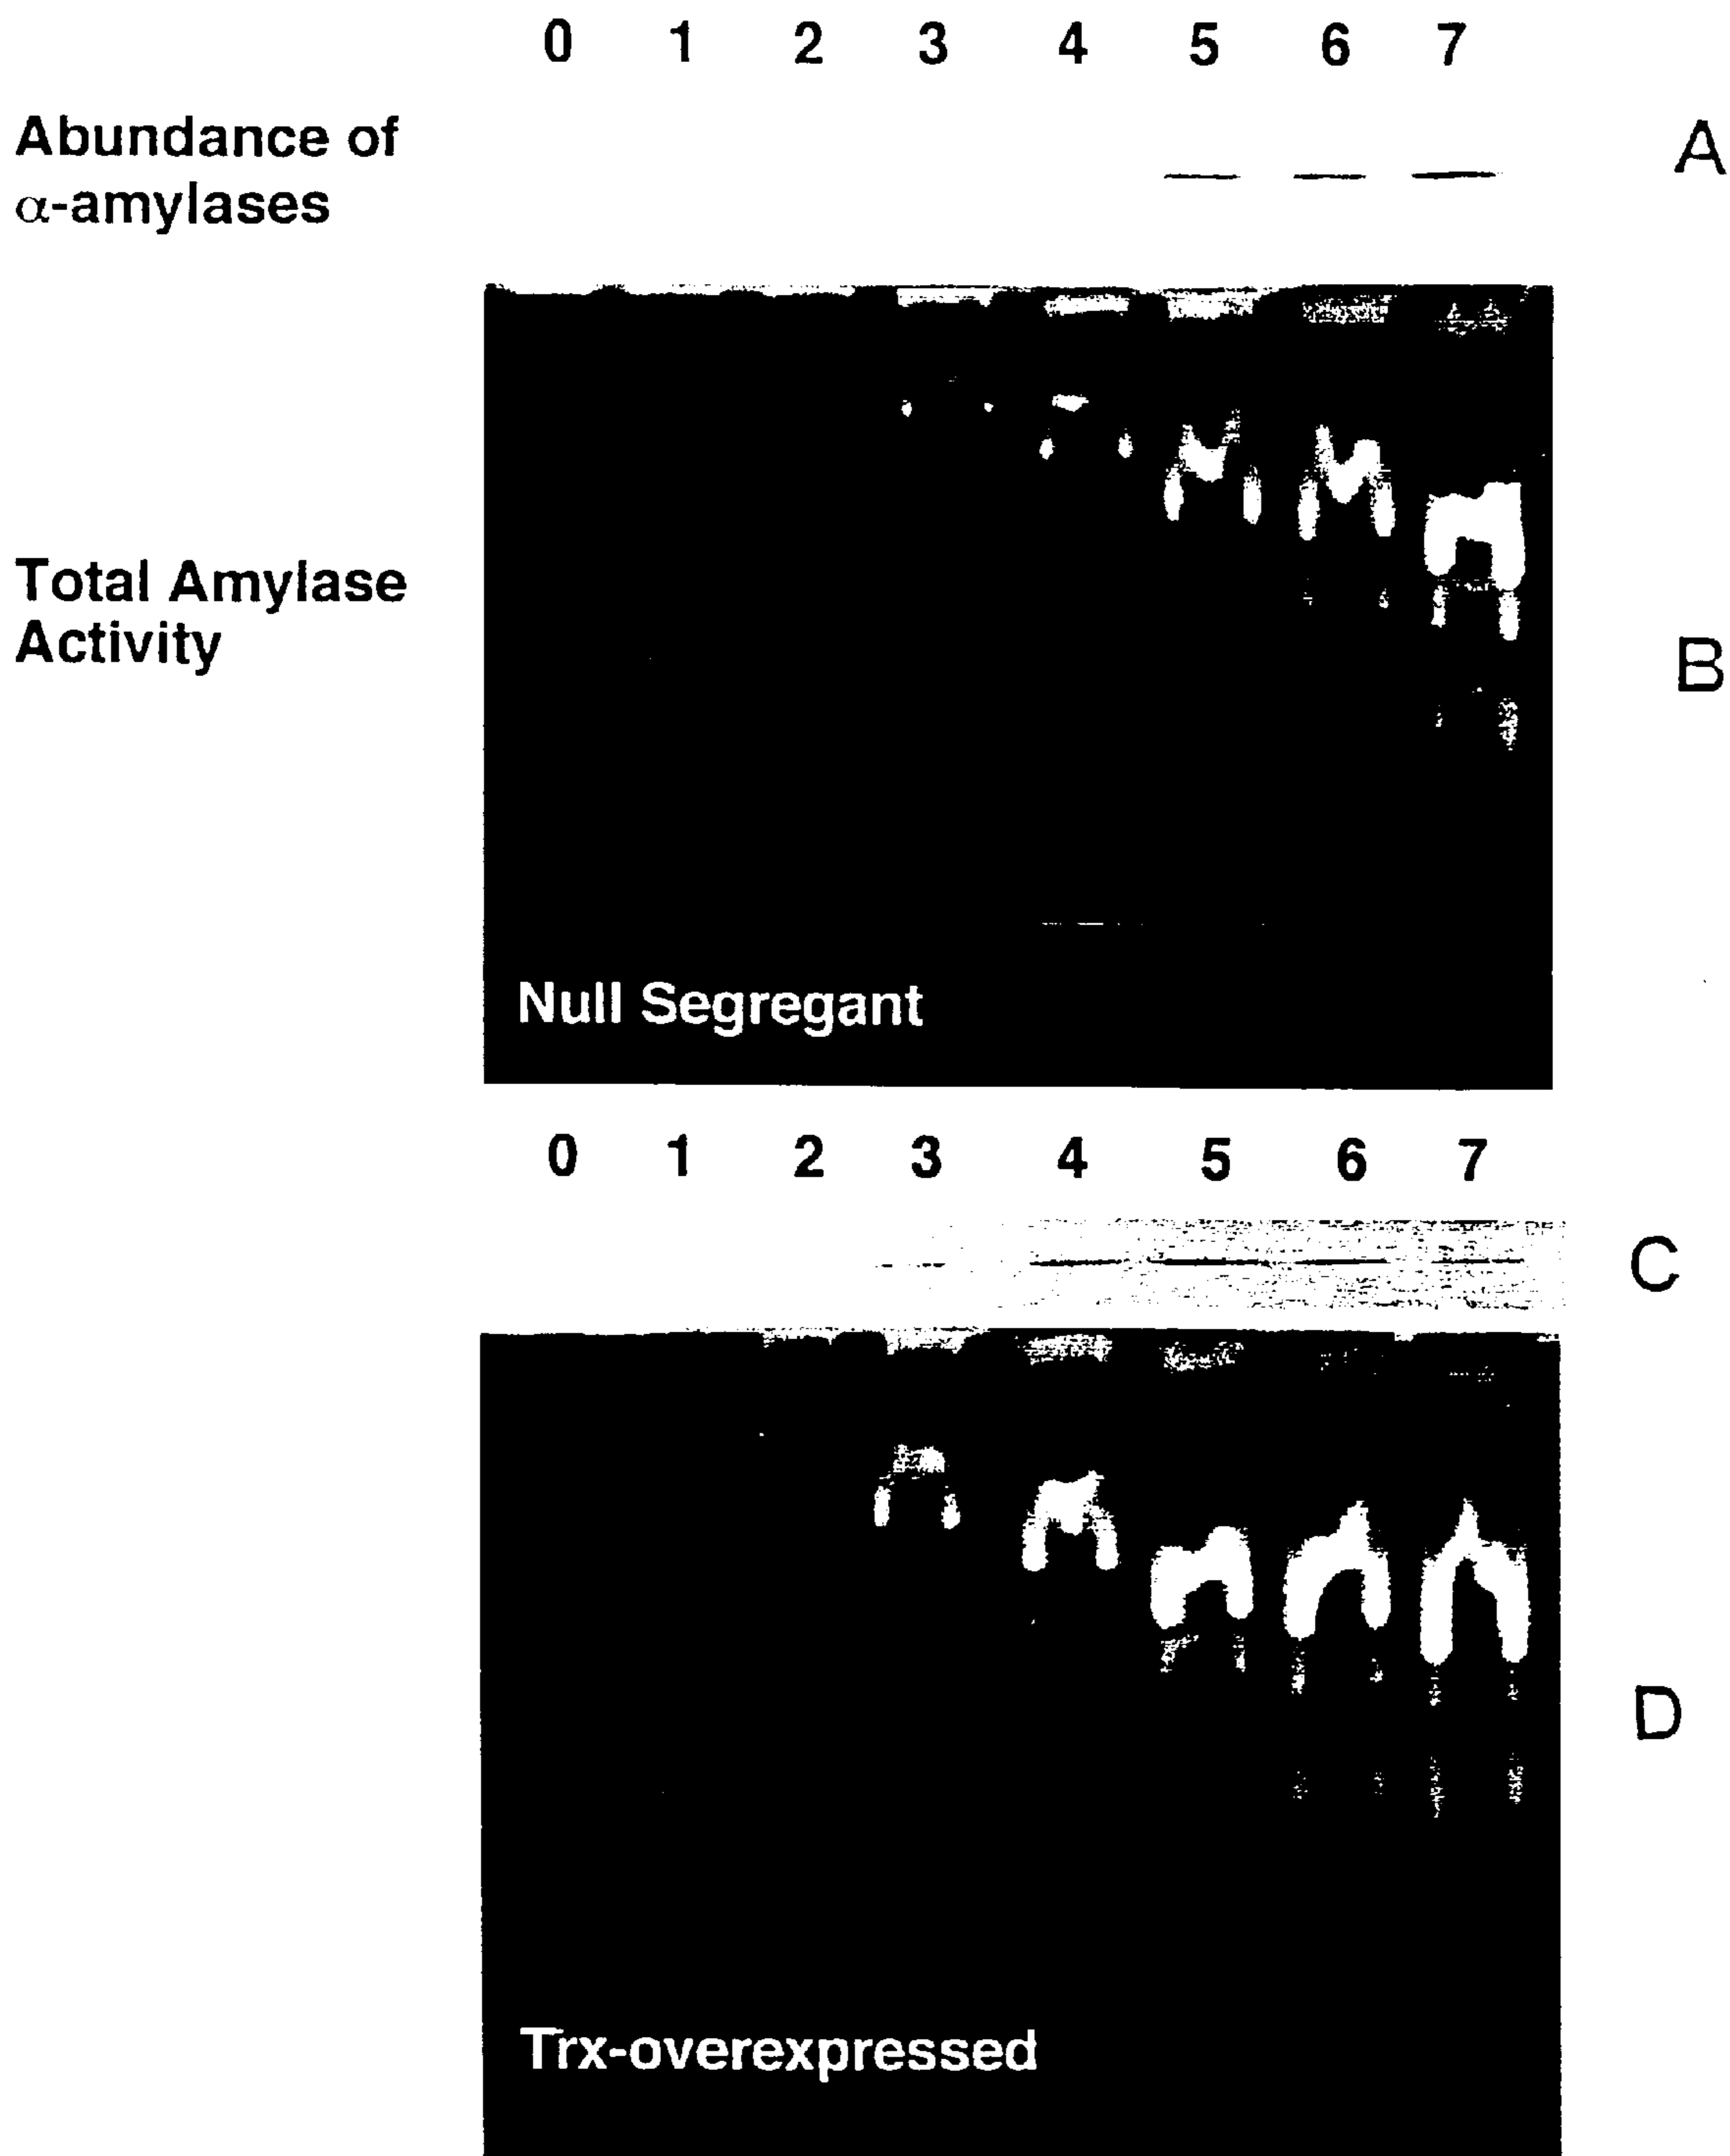 0 1 2 3 4 5 6 7
Abundance of
α-amylases
A
Total Amylase
Activity
B
Null Segregant
0 1 2 3 4 5 6 7
C
D
Trx-overexpressed